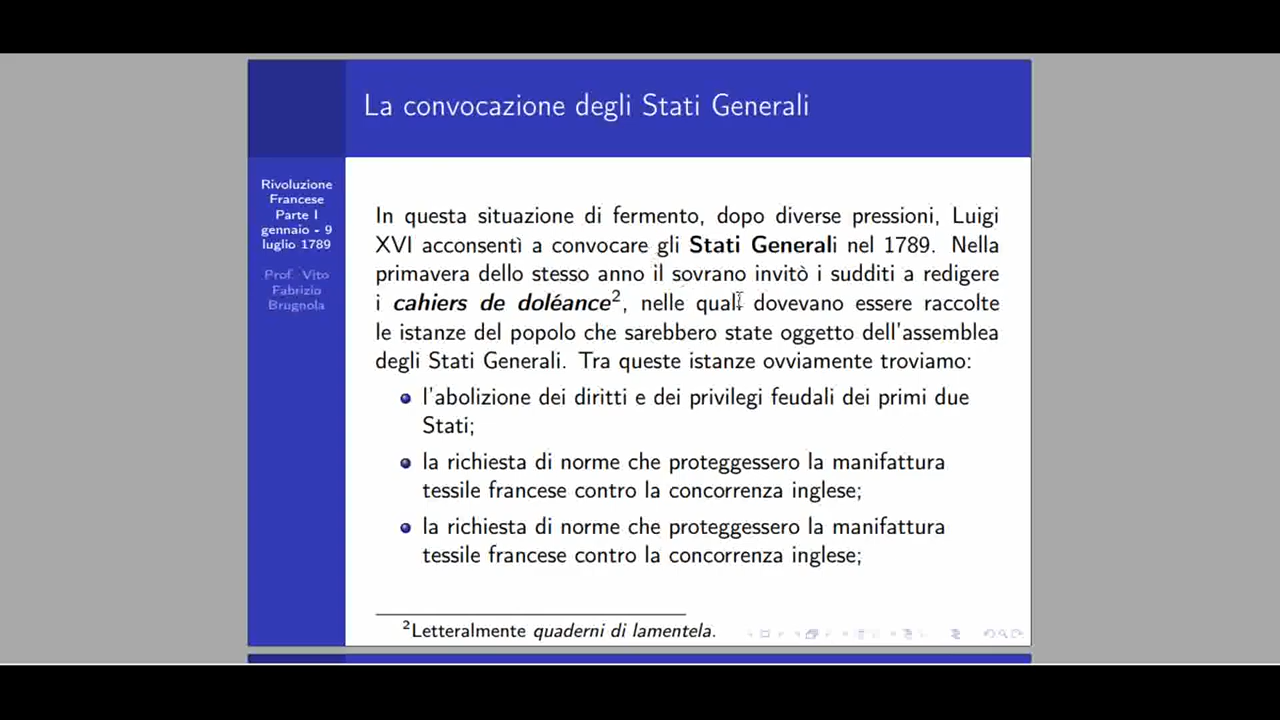 La convocazione degli Stati Generali
Rivoluzione
Francese
Parte I
gennaio - 9
luglio 1789
Prof. Vito
Fabrizio
Brugnola
In questa situazione di fermento, dopo diverse pressioni, Luigi
XVI acconsentì a convocare gli Stati Generali nel 1789. Nella
primavera dello stesso anno il sovrano invitò i sudditi a redigere
i cahiers de doléance², nelle quali dovevano essere raccolte
le istanze del popolo che sarebbero state oggetto dell'assemblea
degli Stati Generali. Tra queste istanze ovviamente troviamo:
l'abolizione dei diritti e dei privilegi feudali dei primi due
Stati;
la richiesta di norme che proteggessero la manifattura
tessile francese contro la concorrenza inglese;
la richiesta di norme che proteggessero la manifattura
tessile francese contro la concorrenza inglese;
²Letteralmente quaderni di lamentela.